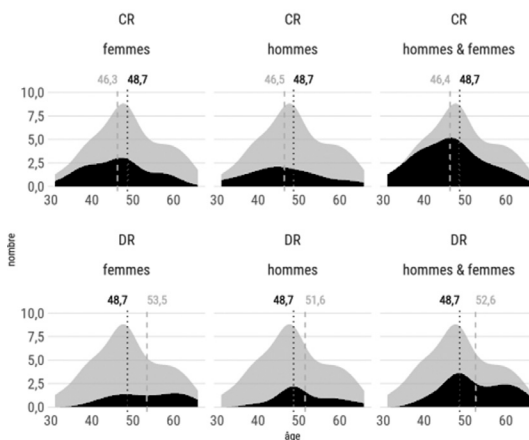 CR
femmes
46,3 48,7
10,0
7,5
5,0
2,5
0,0
30 40 50 60
CR
hommes
46,5 48,7
30 40 50 60
CR
hommes & femmes
46,4 48,7
30 40 50 60
nombre
DR
femmes
48,7 53,5
10,0
7,5
5,0
2,5
0,0
30 40 50 60
DR
hommes
48,7 51,6
30 40 50 60
DR
hommes & femmes
48,7 52,6
30 40 50 60
âge